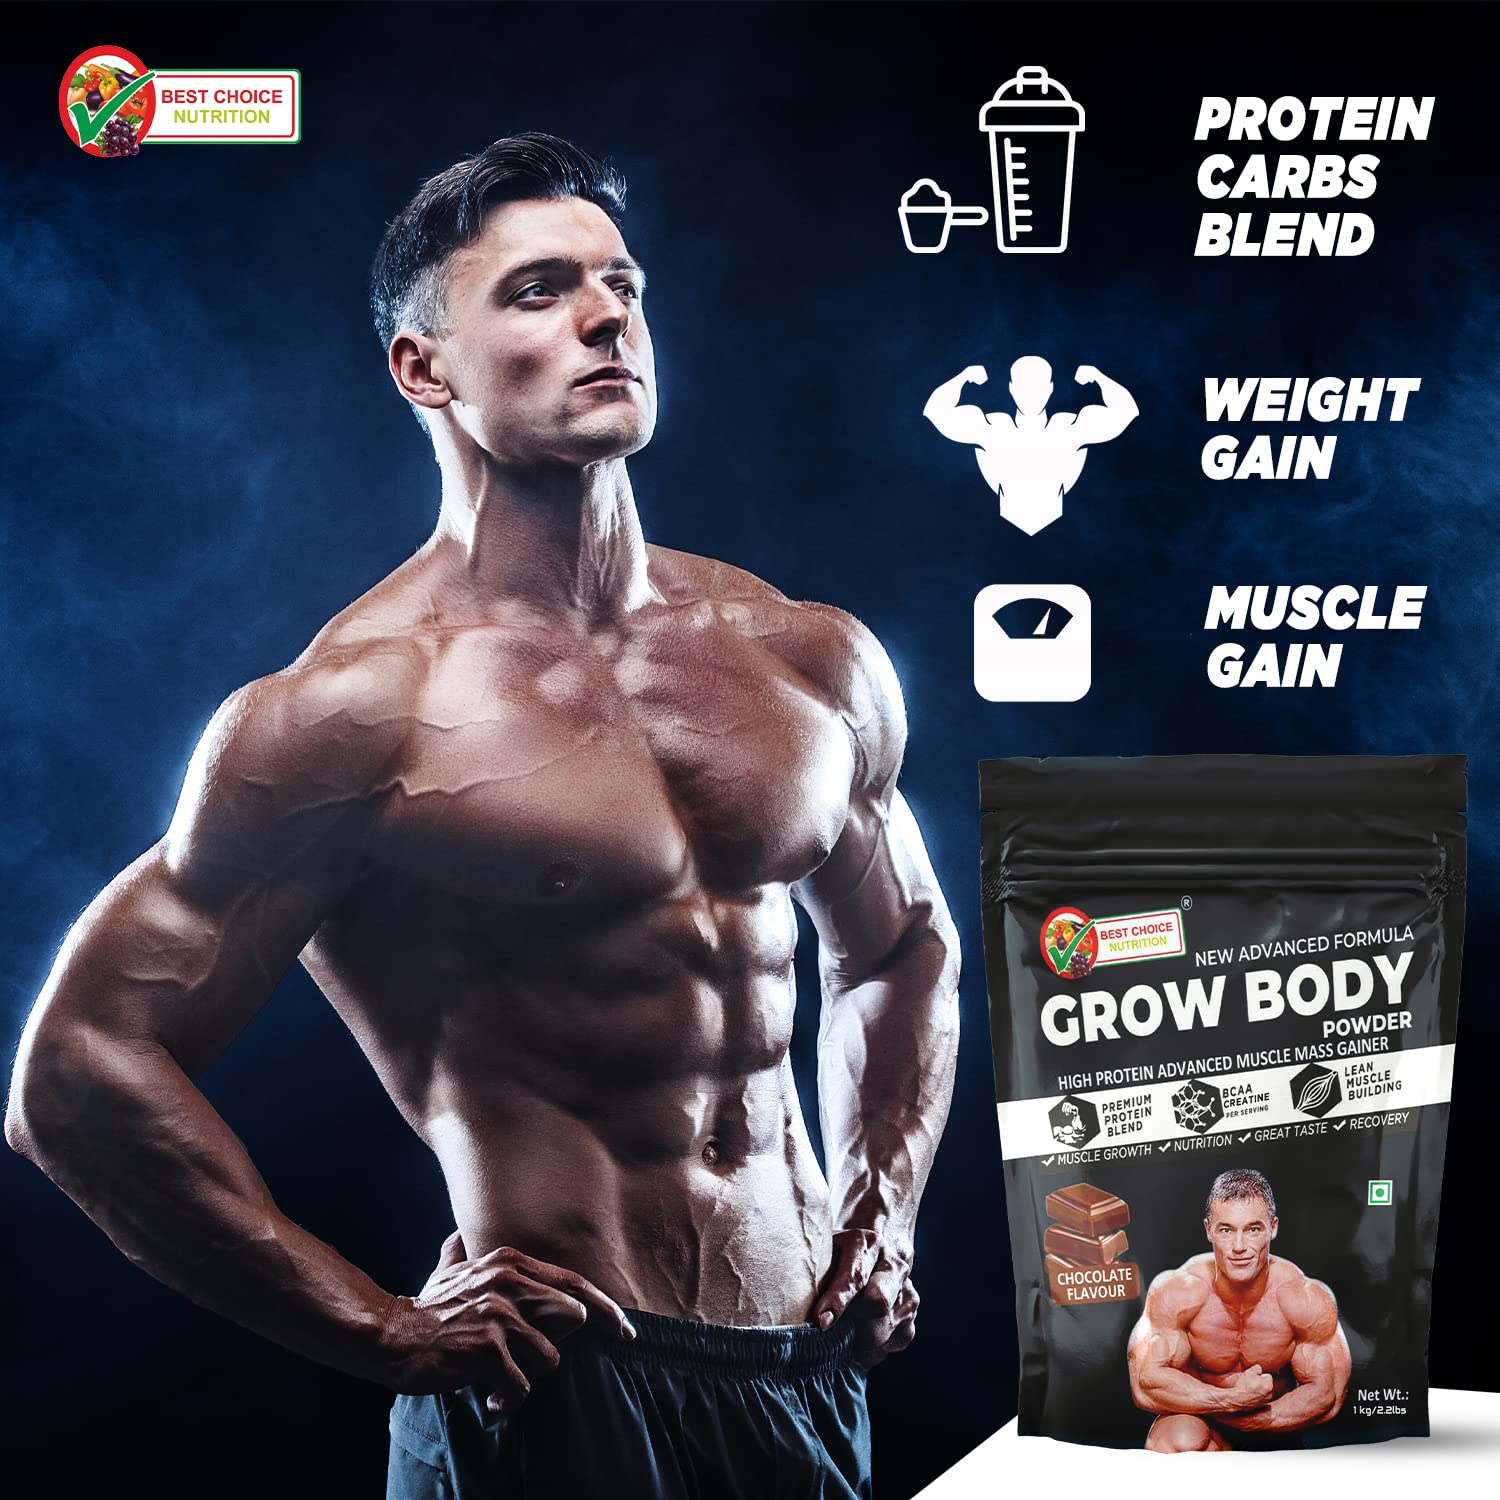 BEST CHOICE
NUTRITION
PROTEIN
CARBS
BLEND
WEIGHT
GAIN
MUSCLE
GAIN
BEST CHOICE
NUTRITION
®
NEW ADVANCED FORMULA
GROW BODY
POWDER
HIGH PROTEIN ADVANCED MUSCLE MASS GAINER
PREMIUM
PROTEIN
BLEND
BCAA
CREATINE
PER SERVING
LEAN
MUSCLE
BUILDING
✓ MUSCLE GROWTH ✓ NUTRITION ✓ GREAT TASTE ✓ RECOVERY
CHOCOLATE
FLAVOUR
Net Wt.:
1 kg/2.2lbs